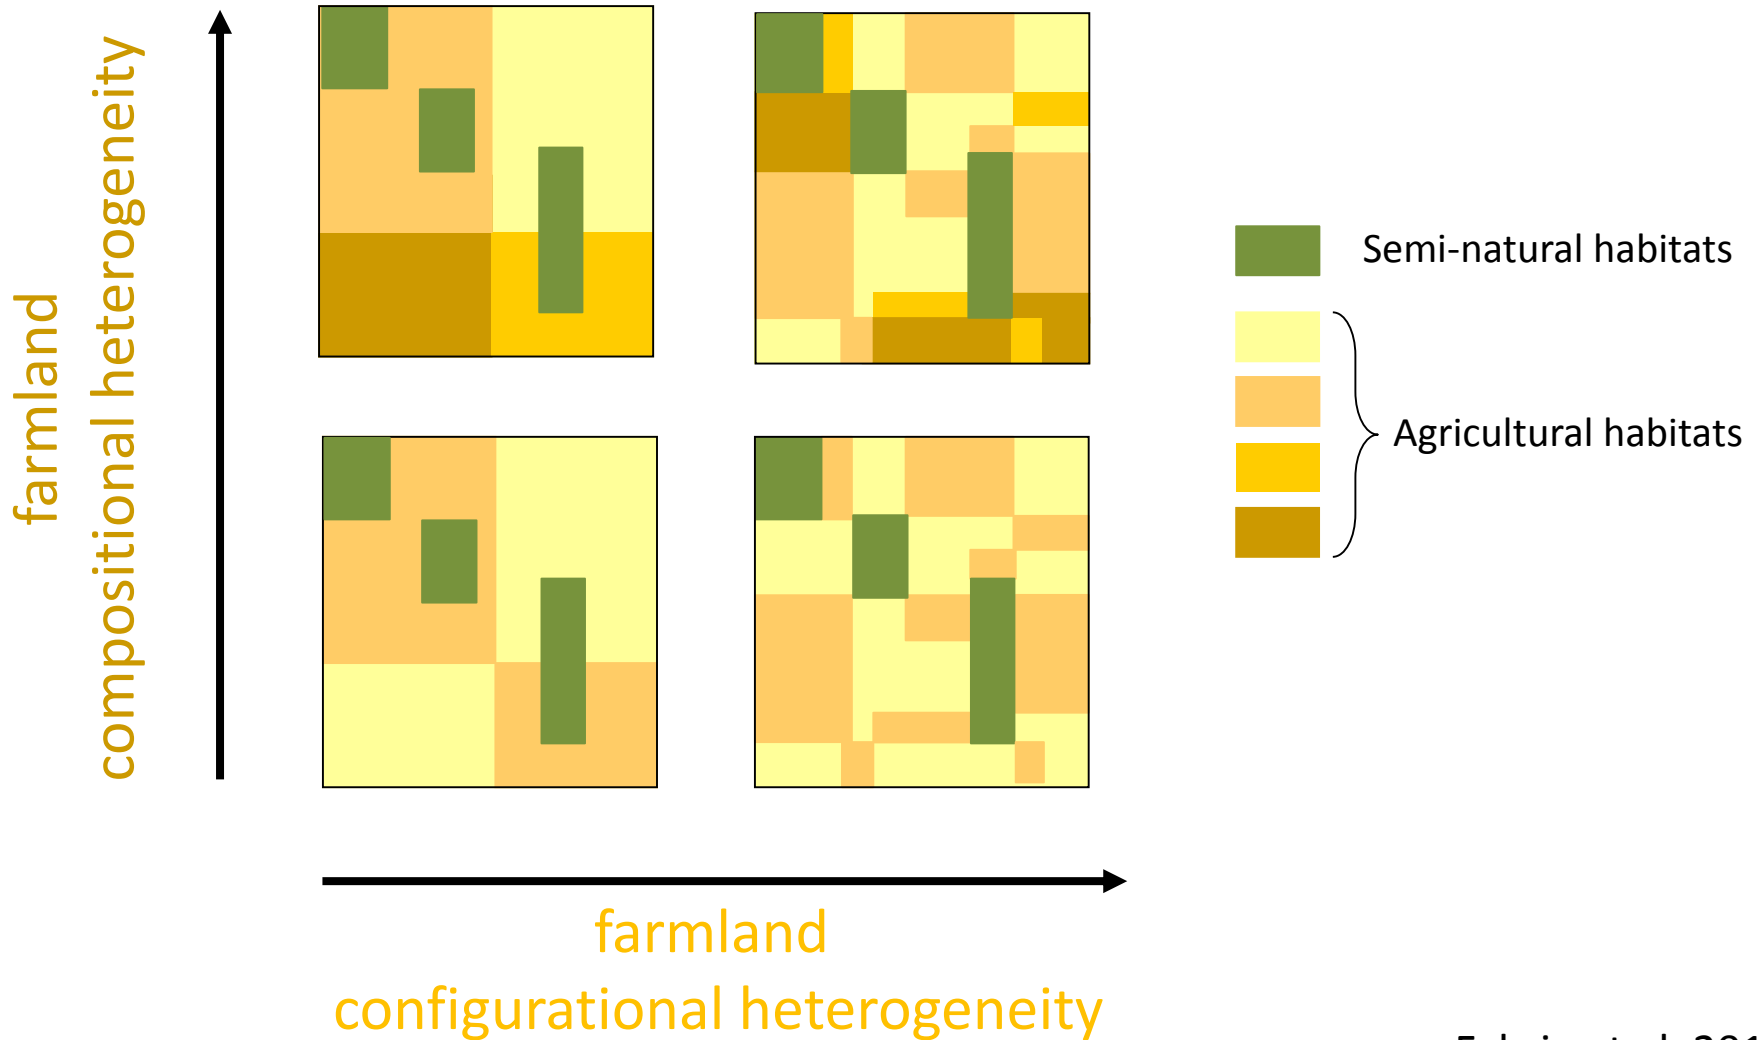 farmland
compositional heterogeneity
Semi-natural habitats
Agricultural habitats
farmland
configurational heterogeneity